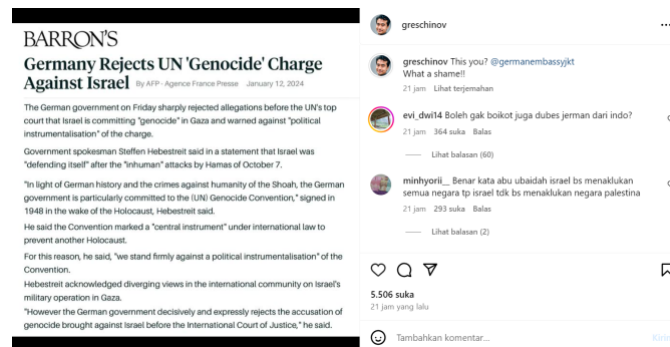 BARRON'S
Germany Rejects UN 'Genocide' Charge
Against Israel By AFP - Agence France Presse January 12, 2024
The German government on Friday sharply rejected allegations before the UN's top
court that Israel is committing "genocide" in Gaza and warned against "political
instrumentalisation" of the charge.
Government spokesman Steffen Hebestreit said in a statement that Israel was
"defending itself" after the "inhuman" attacks by Hamas of October 7.
"In light of German history and the crimes against humanity of the Shoah, the German
government is particularly committed to the (UN) Genocide Convention," signed in
1948 in the wake of the Holocaust, Hebestreit said.
He said the Convention marked a "central instrument" under international law to
prevent another Holocaust.
For this reason, he said, "we stand firmly against a political instrumentalisation" of the
Convention.
Hebestreit acknowledged diverging views in the international community on Israel's
military operation in Gaza.
"However the German government decisively and expressly rejects the accusation of
genocide brought against Israel before the International Court of Justice," he said.
greschinov
greschinov This you? @germanembassyjkt
What a shame!!
21 jam Lihat terjemahan
evi_dwi14 Boleh gak boikot juga dubes jerman dari indo?
21 jam 364 suka Balas
Lihat balasan (60)
minhyorii__ Benar kata abu ubaidah israel bs menaklukan
semua negara tp israel tdk bs menaklukan negara palestina
21 jam 293 suka Balas
Lihat balasan (2)
5.506 suka
21 jam yang lalu
Tambahkan komentar...